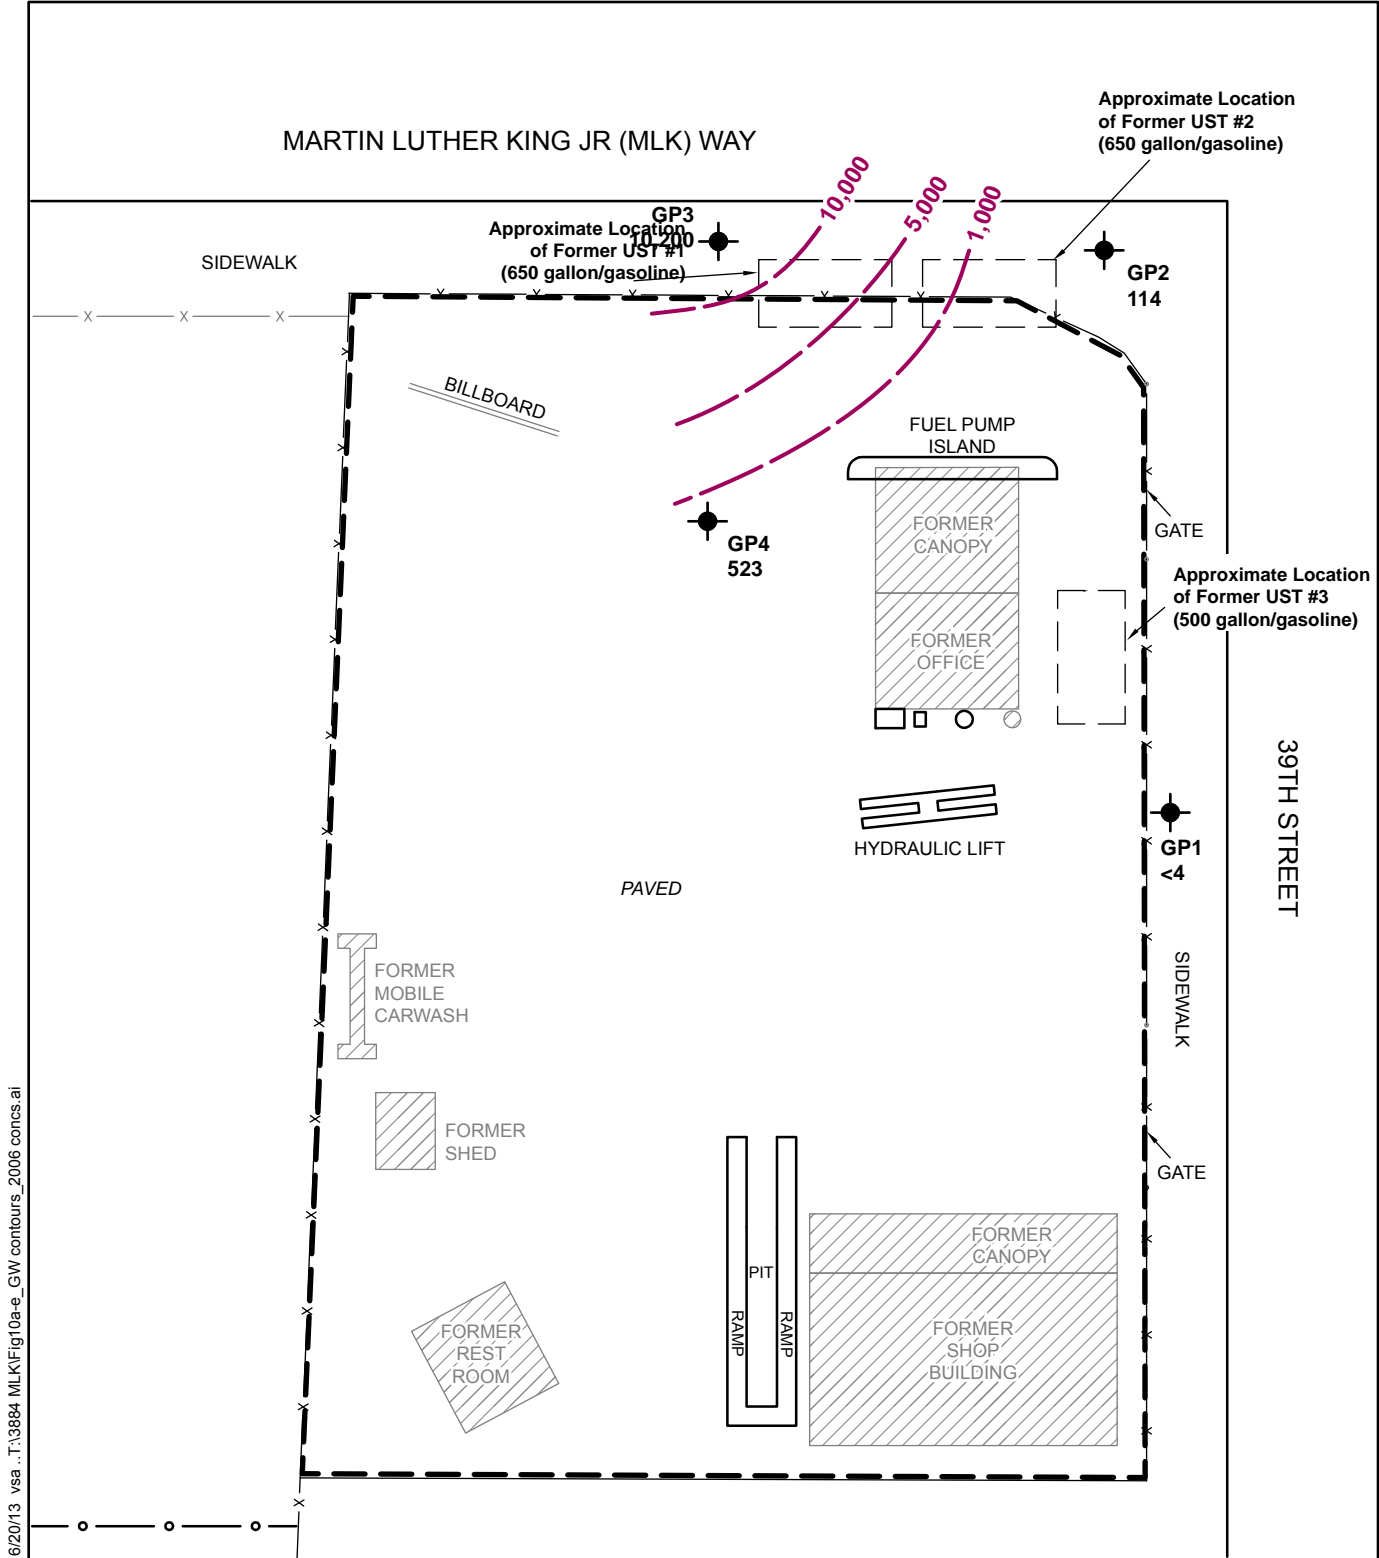 MARTIN LUTHER KING JR (MLK) WAY
Approximate Location
of Former UST #2
(650 gallon/gasoline)
10,000
5,000
1,000
GP3
10,200
Approximate Location
of Former UST #1
(650 gallon/gasoline)
SIDEWALK
GP2
114
BILLBOARD
FUEL PUMP
ISLAND
FORMER
CANOPY
GATE
GP4
523
Approximate Location
of Former UST #3
(500 gallon/gasoline)
FORMER
OFFICE
39TH STREET
HYDRAULIC LIFT
GP1
<4
PAVED
SIDEWALK
FORMER
MOBILE
CARWASH
FORMER
SHED
GATE
FORMER
CANOPY
PIT
RAMP
RAMP
FORMER
SHOP
BUILDING
FORMER
REST
ROOM
6/20/13 vsa ..T:\3884 MLK\Fig10a-e_GW contours_2006 concs.ai